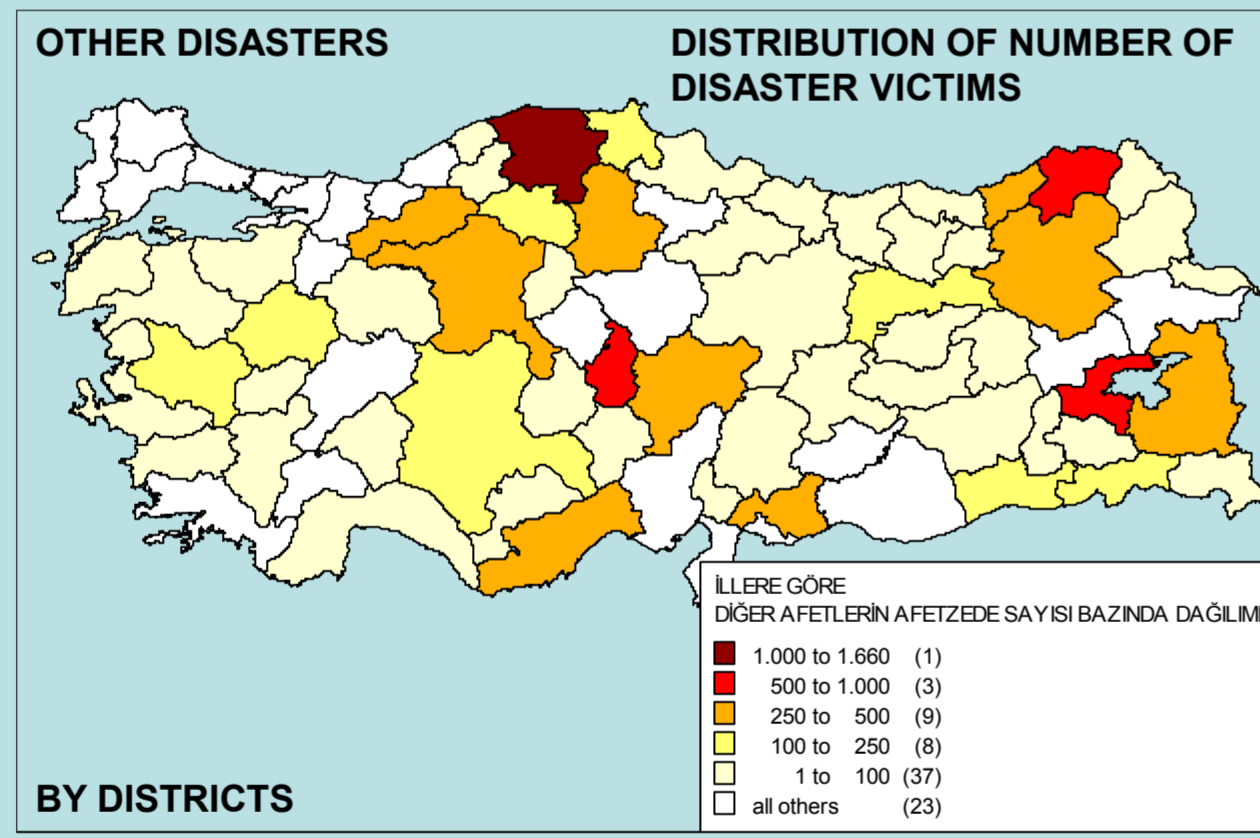 OTHER DISASTERS
DISTRIBUTION OF NUMBER OF
DISASTER VICTIMS
İLLERE GÖRE
DİĞER AFETLERİN AFETZEDE SAYISI BAZINDA DAĞILIMI
1.000 to 1.660 (1)
500 to 1.000 (3)
250 to 500 (9)
100 to 250 (8)
1 to 100 (37)
all others (23)
BY DISTRICTS